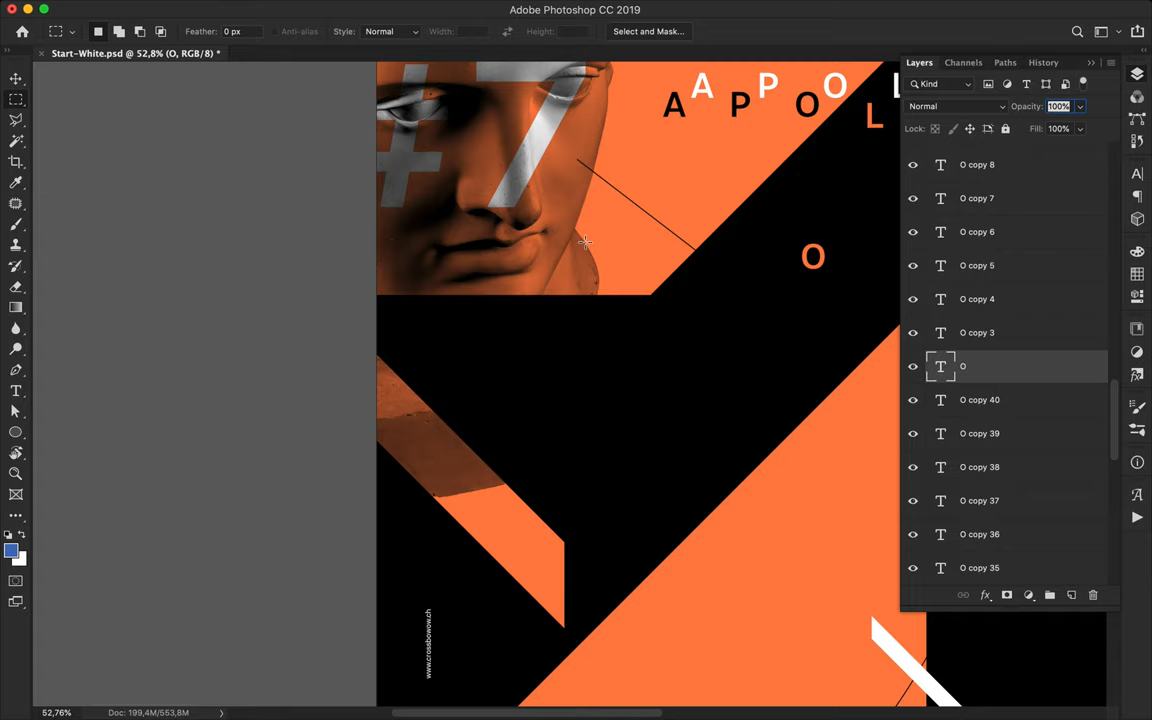 Adobe Photoshop CC 2019
Feather: 0 px
Anti-alias
Style: Normal
Width:
Height:
Select and Mask...
Start-White.psd @ 52,8% (O, RGB/8) *
Layers
Channels
Paths
History
Kind
Normal
Opacity: 100%
Lock:
Fill: 100%
O copy 8
O copy 7
O copy 6
O copy 5
O copy 4
O copy 3
O
O copy 40
O copy 39
O copy 38
O copy 37
O copy 36
O copy 35
#7
A P O L
A P O L
O
www.crossbowow.ch
52,76%
Doc: 199,4M/553,8M